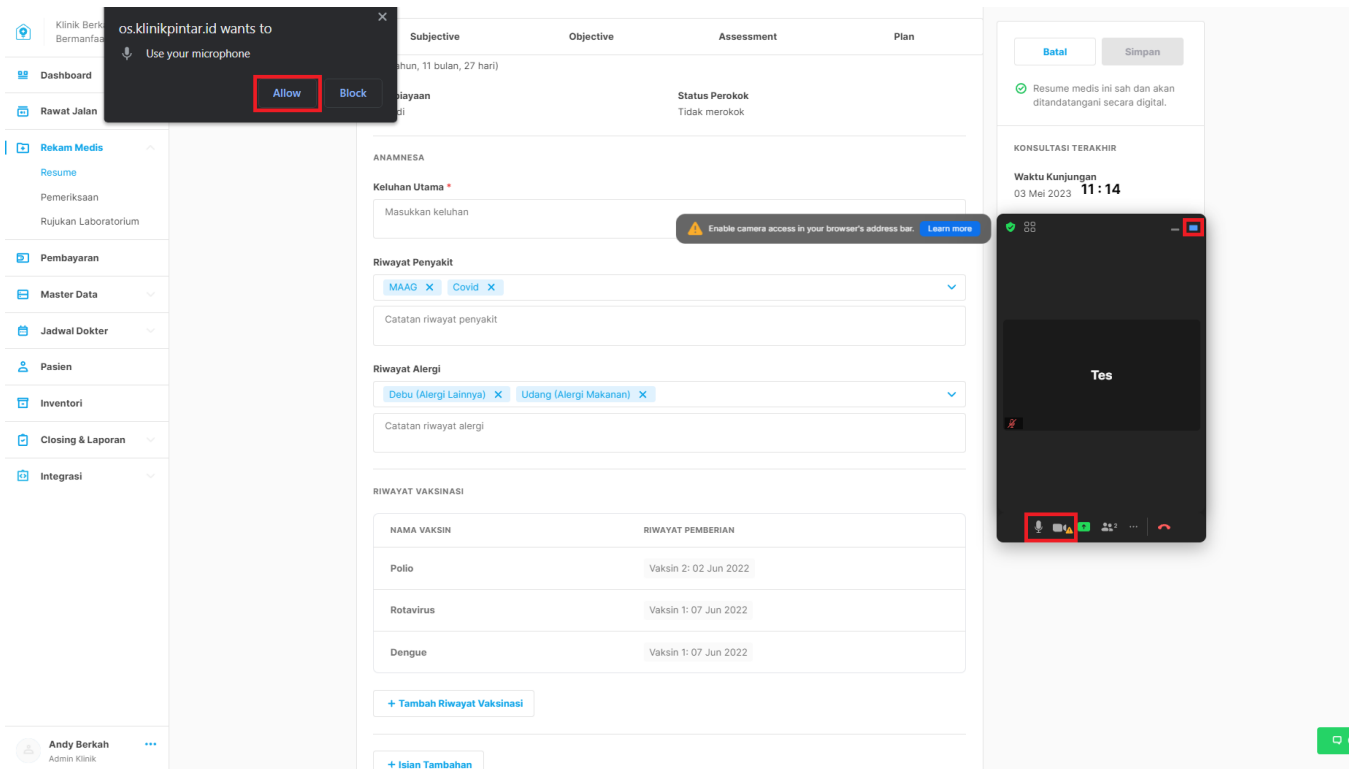 Klinik Berk
Bermanfaa
Dashboard
Rawat Jalan
Rekam Medis
Resume
Pemeriksaan
Rujukan Laboratorium
Pembayaran
Master Data
Jadwal Dokter
Pasien
Inventori
Closing & Laporan
Integrasi
Andy Berkah
Admin Klinik
os.klinikpintar.id wants to
Use your microphone
Allow Block
Subjective Objective Assessment Plan
ahun, 11 bulan, 27 hari)
Status Perokok
Tidak merokok
ANAMNESA
Keluhan Utama *
Masukkan keluhan
Riwayat Penyakit
MAAG Covid
Catatan riwayat penyakit
Riwayat Alergi
Debu (Alergi Lainnya) Udang (Alergi Makanan)
Catatan riwayat alergi
RIWAYAT VAKSINASI
NAMA VAKSIN RIWAYAT PEMBERIAN
Polio Vaksin 2: 02 Jun 2022
Rotavirus Vaksin 1: 07 Jun 2022
Dengue Vaksin 1: 07 Jun 2022
+ Tambah Riwayat Vaksinasi
+ Isian Tambahan
Batal Simpan
Resume medis ini sah dan akan
ditandatangani secara digital.
KONSULTASI TERAKHIR
Waktu Kunjungan
03 Mei 2023 11 : 14
Enable camera access in your browser's address bar. Learn more
Tes